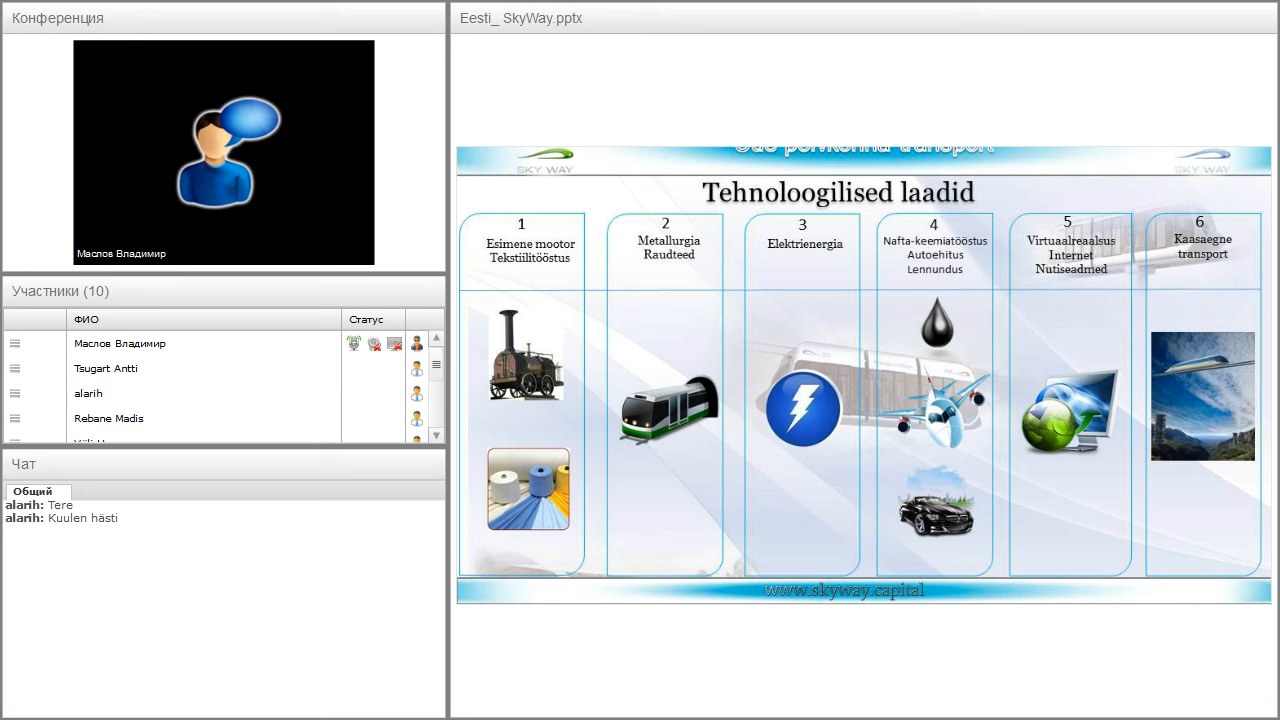 Конференция
Маслов Владимир
Участники (10)
ФИО
Статус
Маслов Владимир
Tsugart Antti
alarih
Rebane Madis
Чат
Общий
alarih: Tere
alarih: Kuulen hästi
Eesti_ SkyWay.pptx
transport
SKY WAY
SKY WAY
Tehnoloogilised laadid
1
Esimene mootor
Tekstiilitööstus
2
Metallurgia
Raudteed
3
Elektrienergia
4
Nafta-keemiatööstus
Autoehitus
Lennundus
5
Virtuaalreaalsus
Internet
Nutiseadmed
6
Kaasaegne
transport
www.skyway.capital